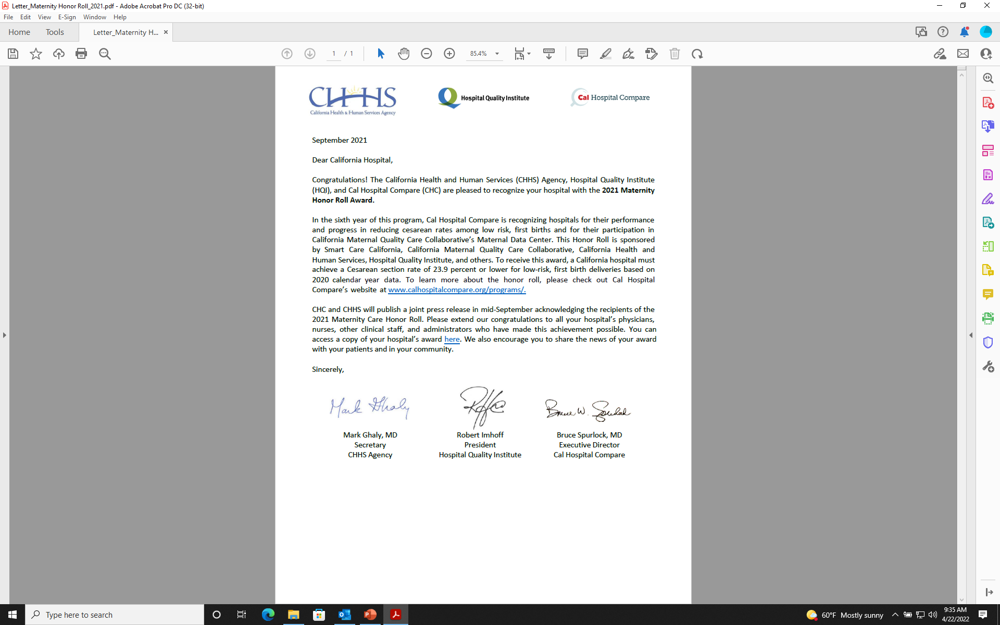 Letter_Maternity Honor Roll_2021.pdf - Adobe Acrobat Pro DC (32-bit)
File Edit View E-Sign Window Help
Home Tools Letter_Maternity H... ×
1 / 1 85.4%
CHHS
California Health & Human Services Agency
Hospital Quality Institute
Cal Hospital Compare
September 2021
Dear California Hospital,
Congratulations! The California Health and Human Services (CHHS) Agency, Hospital Quality Institute
(HQI), and Cal Hospital Compare (CHC) are pleased to recognize your hospital with the 2021 Maternity
Honor Roll Award.
In the sixth year of this program, Cal Hospital Compare is recognizing hospitals for their performance
and progress in reducing cesarean rates among low risk, first births and for their participation in
California Maternal Quality Care Collaborative's Maternal Data Center. This Honor Roll is sponsored
by Smart Care California, California Maternal Quality Care Collaborative, California Health and
Human Services, Hospital Quality Institute, and others. To receive this award, a California hospital must
achieve a Cesarean section rate of 23.9 percent or lower for low-risk, first birth deliveries based on
2020 calendar year data. To learn more about the honor roll, please check out Cal Hospital
Compare's website at www.calhospitalcompare.org/programs/.
CHC and CHHS will publish a joint press release in mid-September acknowledging the recipients of the
2021 Maternity Care Honor Roll. Please extend our congratulations to all your hospital's physicians,
nurses, other clinical staff, and administrators who have made this achievement possible. You can
access a copy of your hospital's award here. We also encourage you to share the news of your award
with your patients and in your community.
Sincerely,
Mark Ghaly
Bruce W. Spurlock
Mark Ghaly, MD
Secretary
CHHS Agency
Robert Imhoff
President
Hospital Quality Institute
Bruce Spurlock, MD
Executive Director
Cal Hospital Compare
Type here to search
60°F Mostly sunny
9:35 AM
4/22/2022